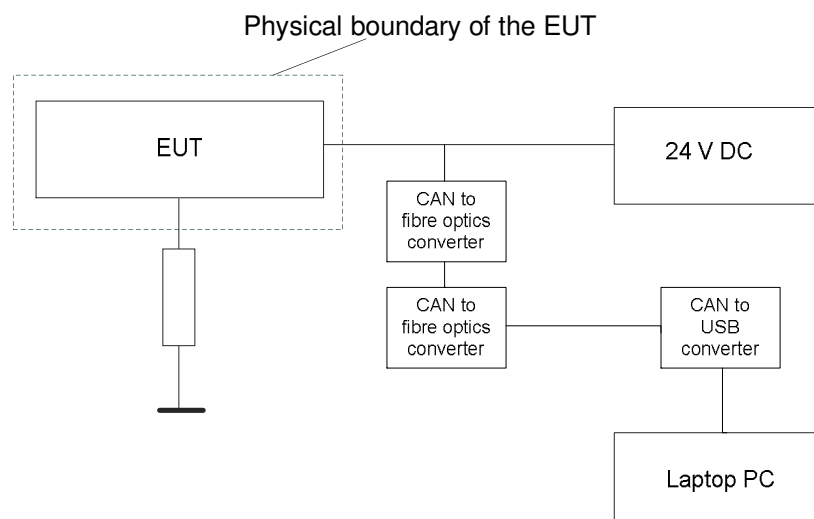 Physical boundary of the EUT
EUT
24 V DC
CAN to
fibre optics
converter
CAN to
fibre optics
converter
CAN to
USB
converter
Laptop PC